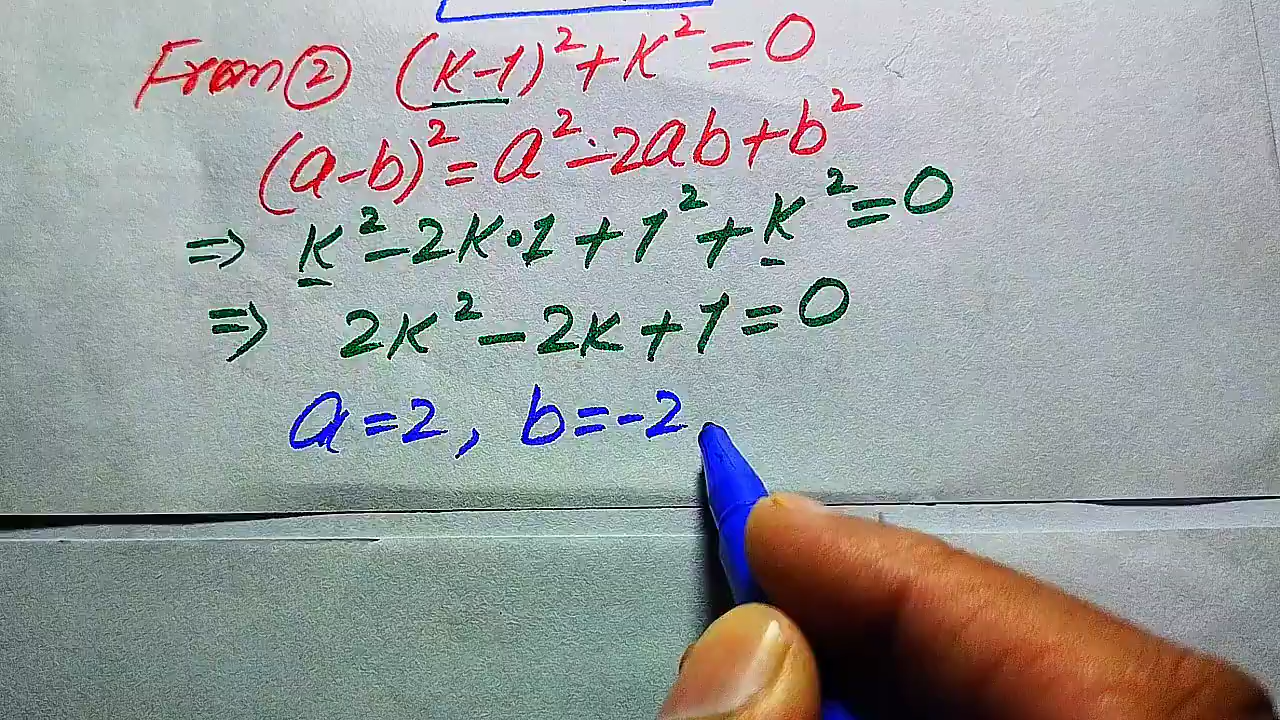 From ② (k-1)²+k²=0
(a-b)²=a²-2ab+b²
⇒ k²-2k·1+1²+k²=0
⇒ 2k²-2k+1=0
a=2, b=-2